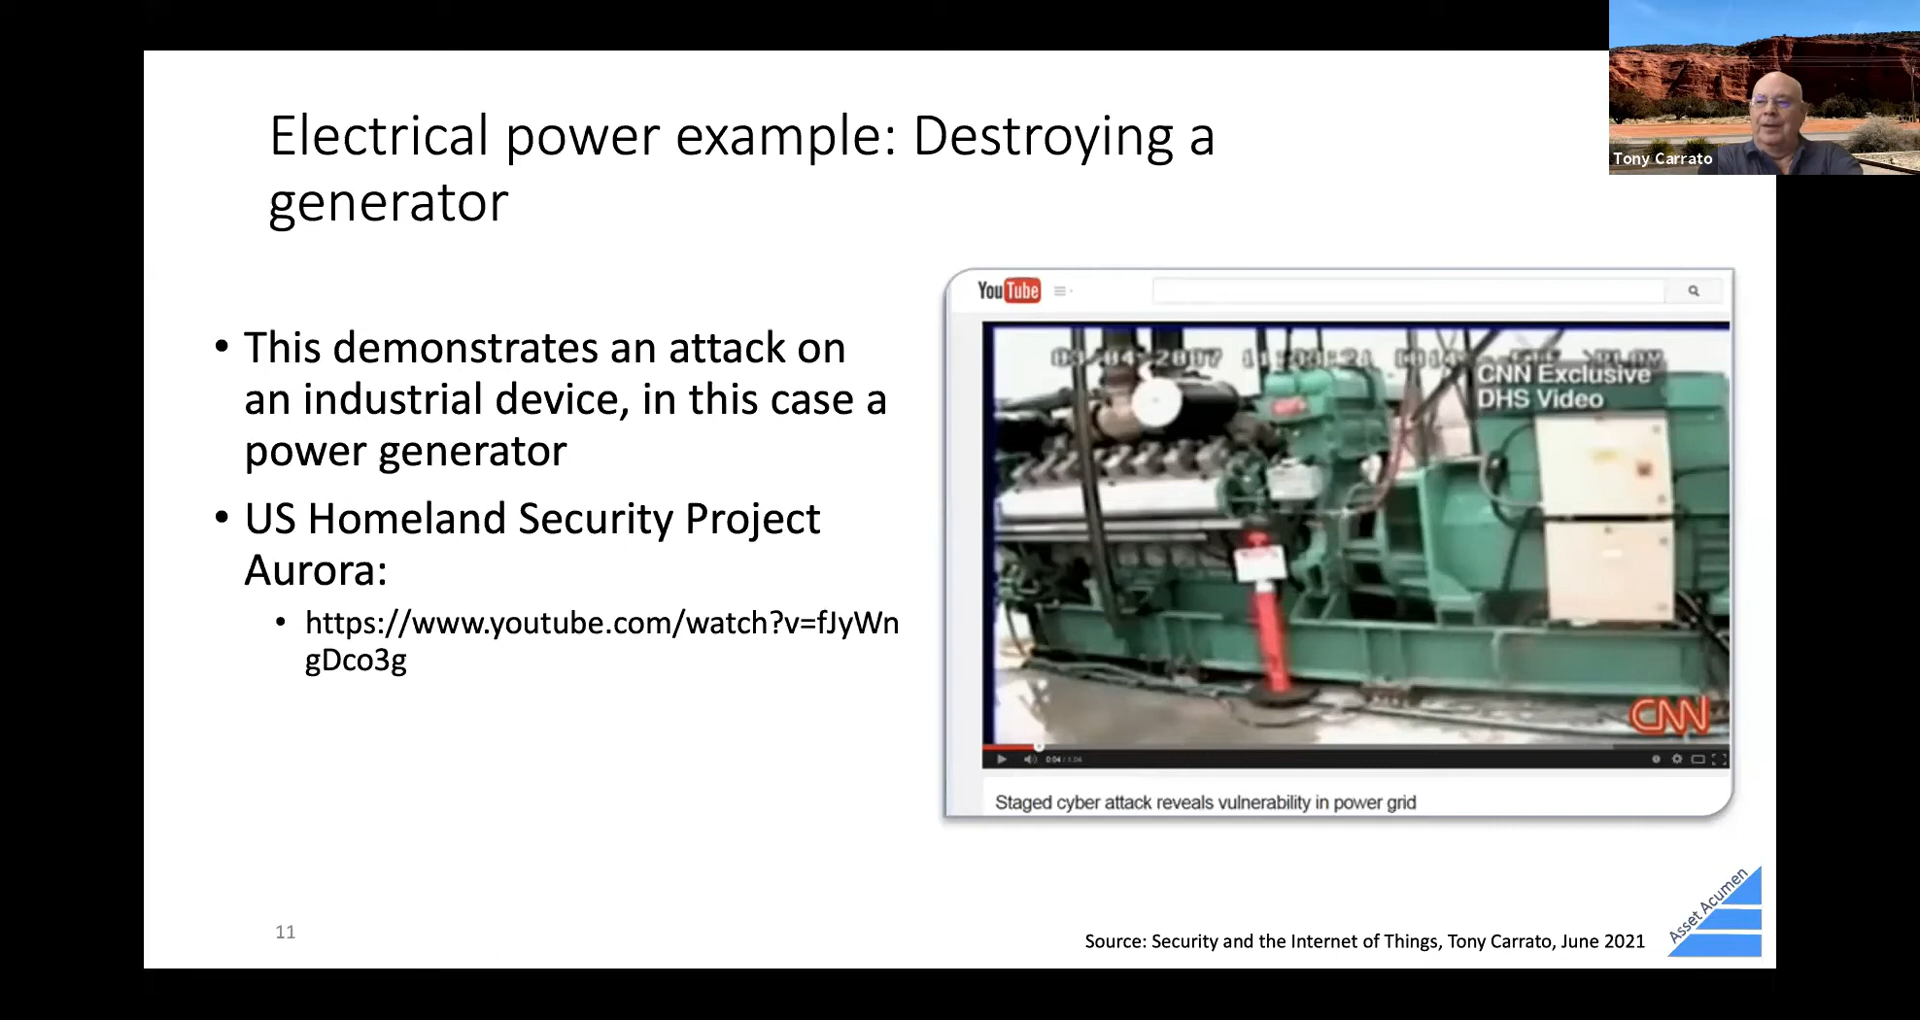 Electrical power example: Destroying a
generator
Tony Carrato
• This demonstrates an attack on
an industrial device, in this case a
power generator
• US Homeland Security Project
Aurora:
• https://www.youtube.com/watch?v=fJyWn
gDco3g
YouTube
CNN Exclusive
DHS Video
CNN
Staged cyber attack reveals vulnerability in power grid
Asset Acumen
11
Source: Security and the Internet of Things, Tony Carrato, June 2021